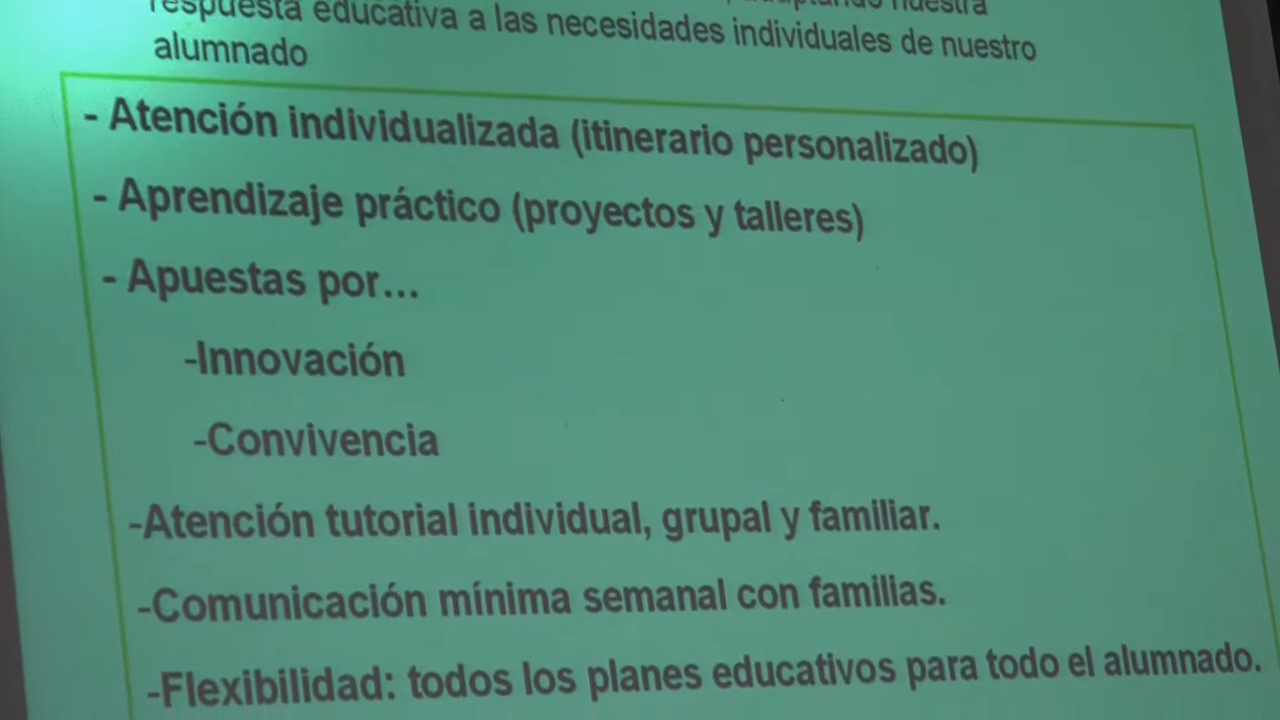 respuesta educativa a las necesidades individuales de nuestro
alumnado
- Atención individualizada (itinerario personalizado)
- Aprendizaje práctico (proyectos y talleres)
- Apuestas por...
-Innovación
-Convivencia
-Atención tutorial individual, grupal y familiar.
-Comunicación mínima semanal con familias.
-Flexibilidad: todos los planes educativos para todo el alumnado.